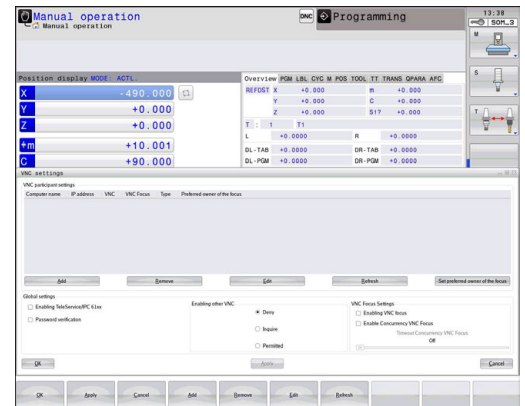 Manual operation
Manual operation
DNC
Programming
13:38
SOM_3
M
S
T
Position display MODE: ACTL.
X -490.000
Y +0.000
Z +0.000
m +10.001
C +90.000
Overview PGM LBL CYC M POS TOOL TT TRANS QPARA AFC
REFDST X +0.000 m +0.000
Y +0.000 C +0.000
Z +0.000 S1? +0.000
T : 1 T1
L +0.0000 R +0.0000
DL-TAB +0.0000 DR-TAB +0.0000
DL-PGM +0.0000 DR-PGM +0.0000
VNC settings
VNC participant settings
Computer name IP address VNC VNC Focus Type Preferred owner of the focus
Add Remove Edit Refresh Set preferred owner of the focus
Global settings
Enabling TeleService/IPC 61xx
Password verification
Enabling other VNC
Deny
Inquire
Permitted
VNC Focus Settings
Enabling VNC focus
Enable Concurrency VNC Focus
Timeout Concurrency VNC Focus
Off
OK Apply Cancel
OK Apply Cancel Add Remove Edit Refresh